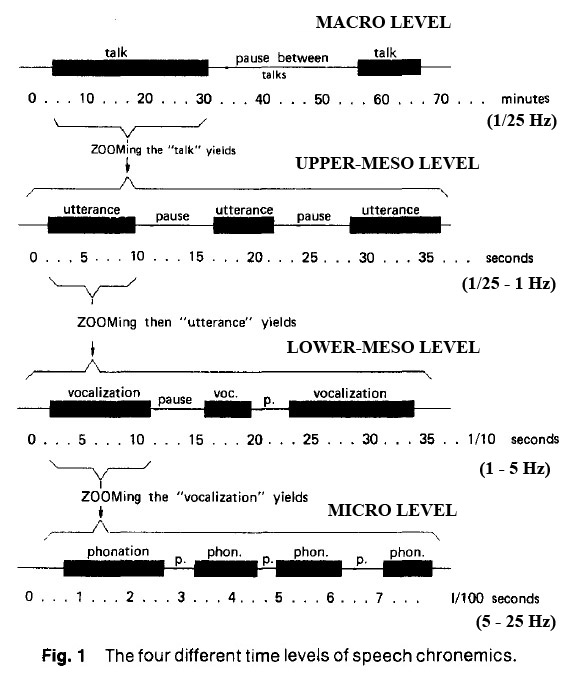 MACRO LEVEL
talk pause between talks talk
0 . . . 10 . . . 20 . . . 30 . . . 40 . . . 50 . . . 60 . . . 70 . . . minutes
(1/25 Hz)
ZOOMing the "talk" yields
UPPER-MESO LEVEL
utterance pause utterance pause utterance
0 . . . 5 . . . 10 . . . 15 . . . 20 . . . 25 . . . 30 . . . 35 . . . seconds
(1/25 - 1 Hz)
ZOOMing then "utterance" yields
LOWER-MESO LEVEL
vocalization pause voc. p. vocalization
0 . . . 5 . . . 10 . . . 15 . . . 20 . . . 25 . . . 30 . . . 35 . . 1/10 seconds
(1 - 5 Hz)
ZOOMing the "vocalization" yields
MICRO LEVEL
phonation p. phon. p. phon. p. phon.
0 . . . 1 . . . 2 . . . 3 . . . 4 . . . 5 . . . 6 . . . 7 . . . 1/100 seconds
(5 - 25 Hz)
Fig. 1 The four different time levels of speech chronemics.